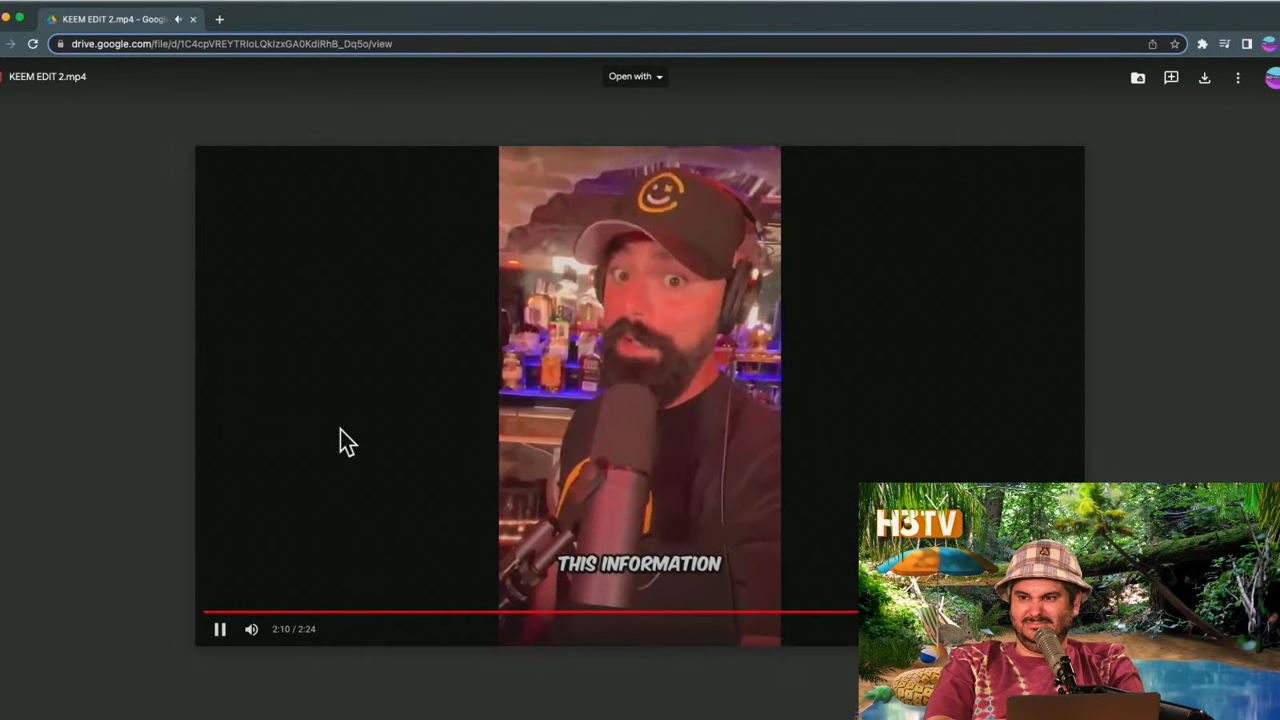 KEEM EDIT 2.mp4 - Goog
drive.google.com/file/d/1C4cpVREYTRIoLQkIzxGA0KdiRhB_Dq5o/view
KEEM EDIT 2.mp4
Open with
THIS INFORMATION
2:10 / 2:24
H3TV